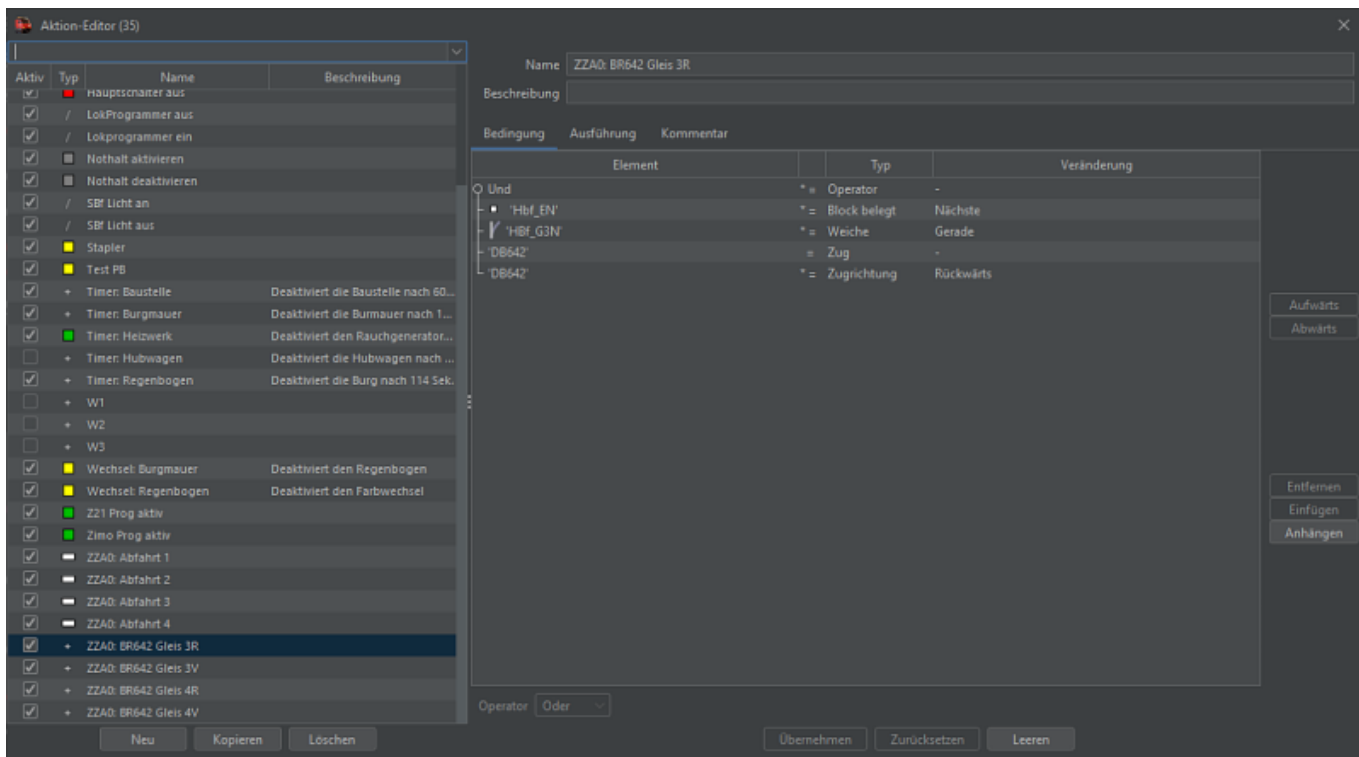 Aktion-Editor (35)
Aktiv Typ Name Beschreibung
Hauptschalter aus
/ LokProgrammer aus
/ Lokprogrammer ein
Nothalt aktivieren
Nothalt deaktivieren
/ SBf Licht an
/ SBf Licht aus
Stapler
Test PB
+ Timer: Baustelle Deaktiviert die Baustelle nach 60...
+ Timer: Burgmauer Deaktiviert die Burmauer nach 1...
Timer: Heizwerk Deaktiviert den Rauchgenerator...
+ Timer: Hubwagen Deaktiviert die Hubwagen nach ...
+ Timer: Regenbogen Deaktiviert die Burg nach 114 Sek.
+ W1
+ W2
+ W3
Wechsel: Burgmauer Deaktiviert den Regenbogen
Wechsel: Regenbogen Deaktiviert den Farbwechsel
Z21 Prog aktiv
Zimo Prog aktiv
ZZA0: Abfahrt 1
ZZA0: Abfahrt 2
ZZA0: Abfahrt 3
ZZA0: Abfahrt 4
+ ZZA0: BR642 Gleis 3R
+ ZZA0: BR642 Gleis 3V
+ ZZA0: BR642 Gleis 4R
+ ZZA0: BR642 Gleis 4V
Neu Kopieren Löschen
Name ZZA0: BR642 Gleis 3R
Beschreibung
Bedingung Ausführung Kommentar
Element Typ Veränderung
Und * = Operator -
'Hbf_EN' * = Block belegt Nächste
'HBf_G3N' * = Weiche Gerade
'DB642' = Zug -
'DB642' * = Zugrichtung Rückwärts
Aufwärts
Abwärts
Entfernen
Einfügen
Anhängen
Operator Oder
Übernehmen Zurücksetzen Leeren